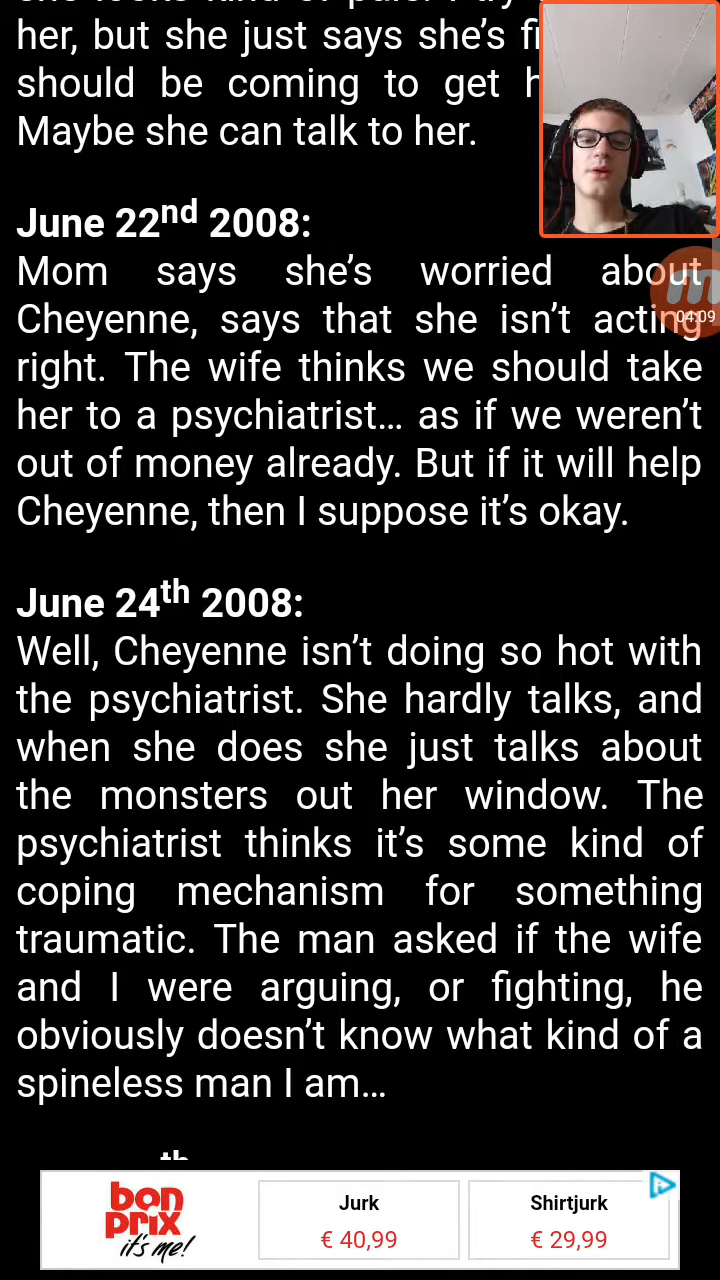 her, but she just says she's
should be coming to get
Maybe she can talk to her.
June 22nd 2008:
Mom says she's worried about
Cheyenne, says that she isn't acting
right. The wife thinks we should take
her to a psychiatrist... as if we weren't
out of money already. But if it will help
Cheyenne, then I suppose it's okay.
04:09
June 24th 2008:
Well, Cheyenne isn't doing so hot with
the psychiatrist. She hardly talks, and
when she does she just talks about
the monsters out her window. The
psychiatrist thinks it's some kind of
coping mechanism for something
traumatic. The man asked if the wife
and I were arguing, or fighting, he
obviously doesn't know what kind of a
spineless man I am...
th
bon
prix
it's me!
Jurk
€ 40,99
Shirtjurk
€ 29,99